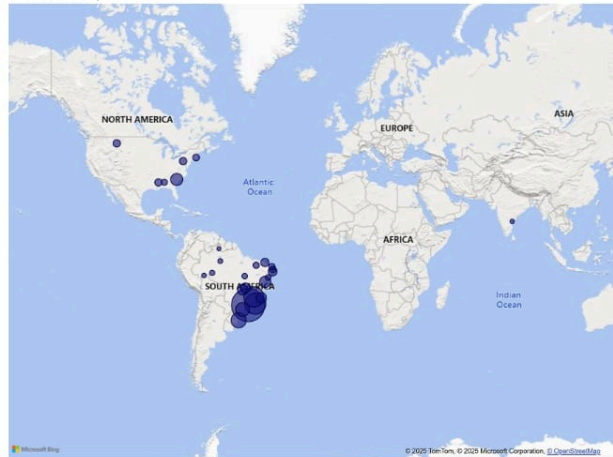 NORTH AMERICA
ASIA
EUROPE
Atlantic
Ocean
AFRICA
SOUTH AMERICA
Indian
Ocean
Microsoft Bing
© 2025 TomTom, © 2025 Microsoft Corporation, © OpenStreetMap